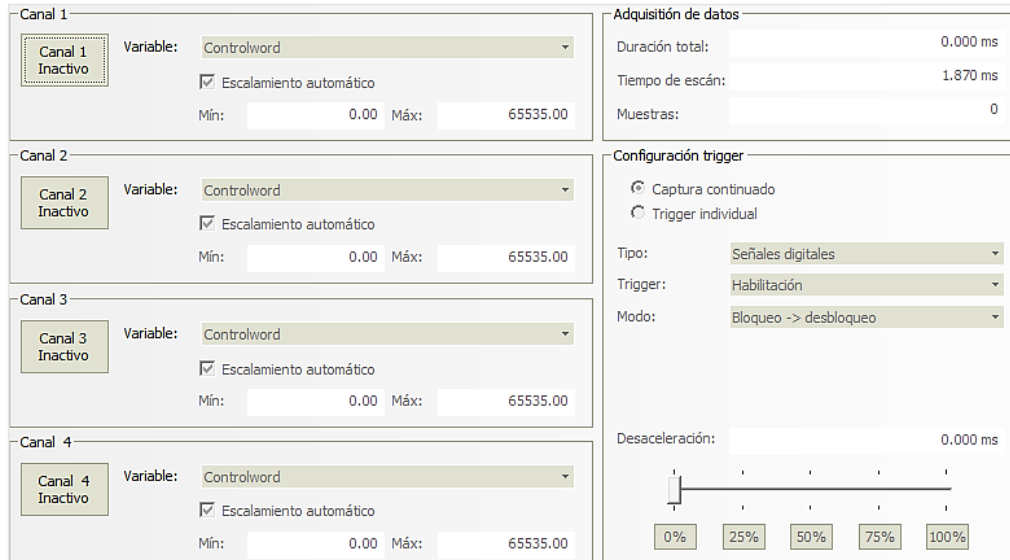 Canal 1
Canal 1
Inactivo
Variable:
Controlword
Escalamiento automático
Mín:
0.00
Máx:
65535.00
Canal 2
Canal 2
Inactivo
Variable:
Controlword
Escalamiento automático
Mín:
0.00
Máx:
65535.00
Canal 3
Canal 3
Inactivo
Variable:
Controlword
Escalamiento automático
Mín:
0.00
Máx:
65535.00
Canal 4
Canal 4
Inactivo
Variable:
Controlword
Escalamiento automático
Mín:
0.00
Máx:
65535.00
Adquisitión de datos
Duración total:
0.000 ms
Tiempo de escán:
1.870 ms
Muestras:
0
Configuración trigger
Captura continuado
Trigger individual
Tipo:
Señales digitales
Trigger:
Habilitación
Modo:
Bloqueo -> desbloqueo
Desaceleración:
0.000 ms
0%
25%
50%
75%
100%